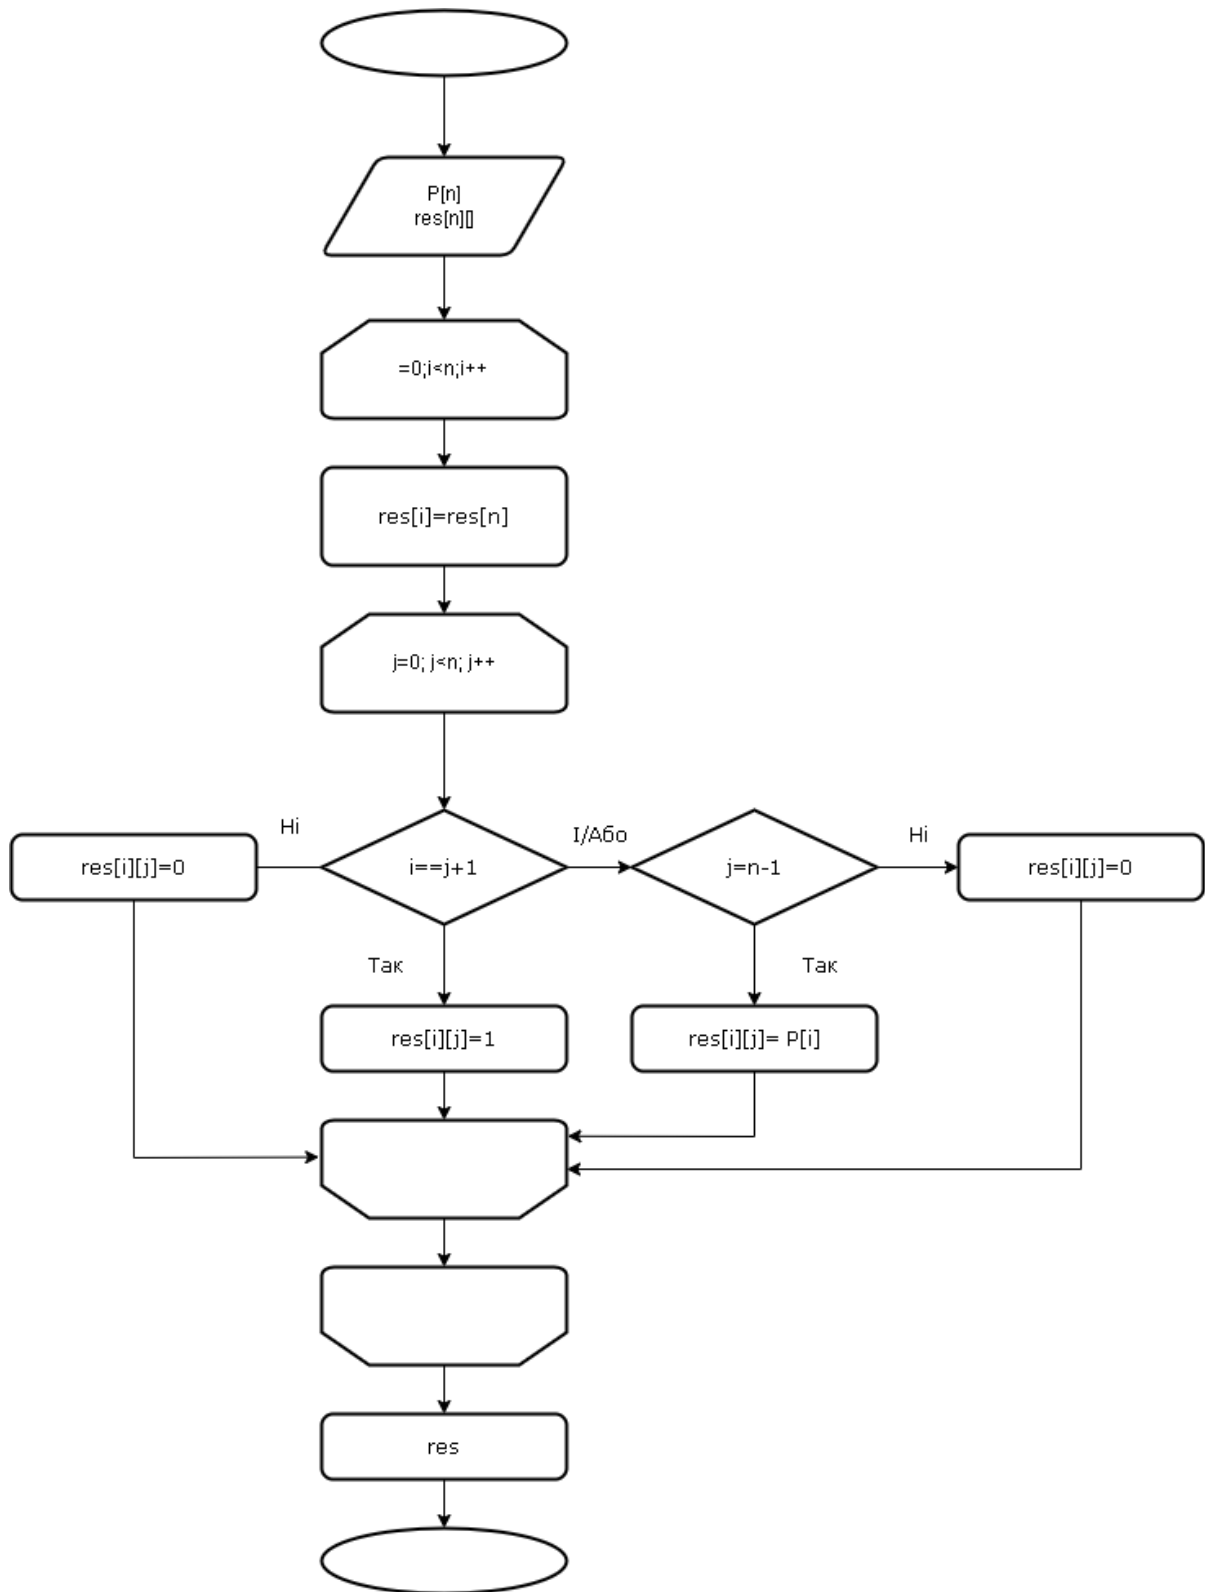 P[n]
res[n][]
=0;i<n;i++
res[i]=res[n]
j=0; j<n; j++
Ні
І/Або
Ні
res[i][j]=0
i==j+1
j=n-1
res[i][j]=0
Так
Так
res[i][j]=1
res[i][j]= P[i]
res